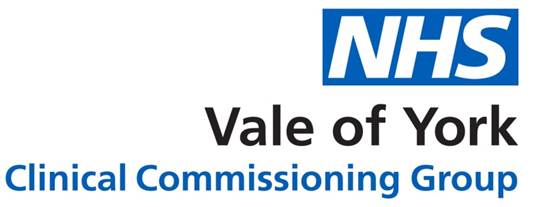 NHS
Vale of York
Clinical Commissioning Group